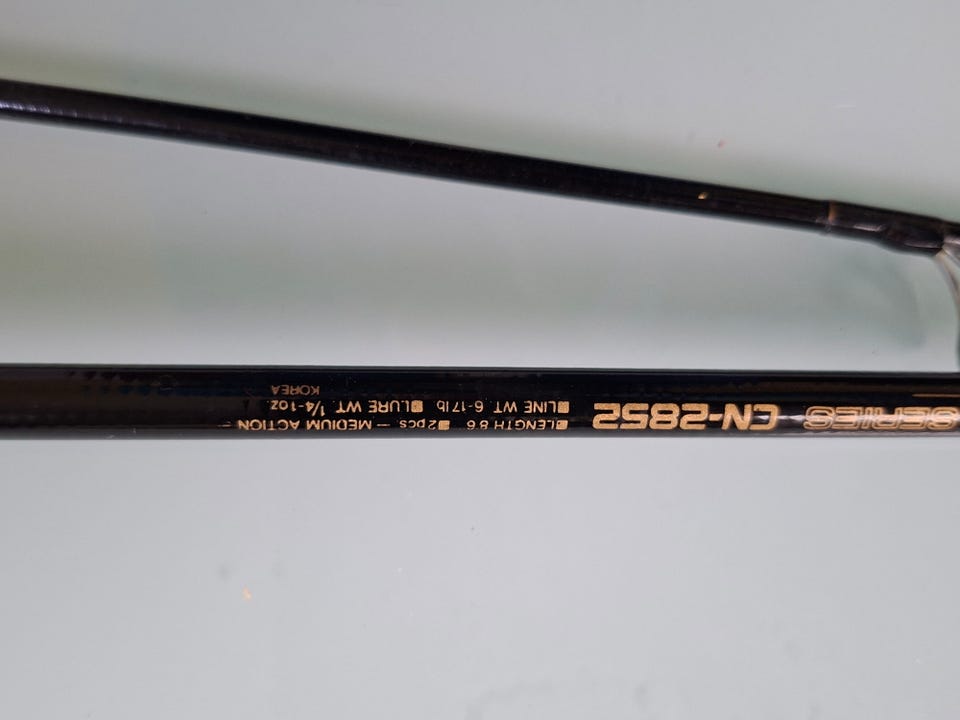 SERIES CN-2852
LENGTH 8'6 2pcs. — MEDIUM ACTION —
LINE WT. 6-17lb LURE WT. 1/4-1oz.
KOREA